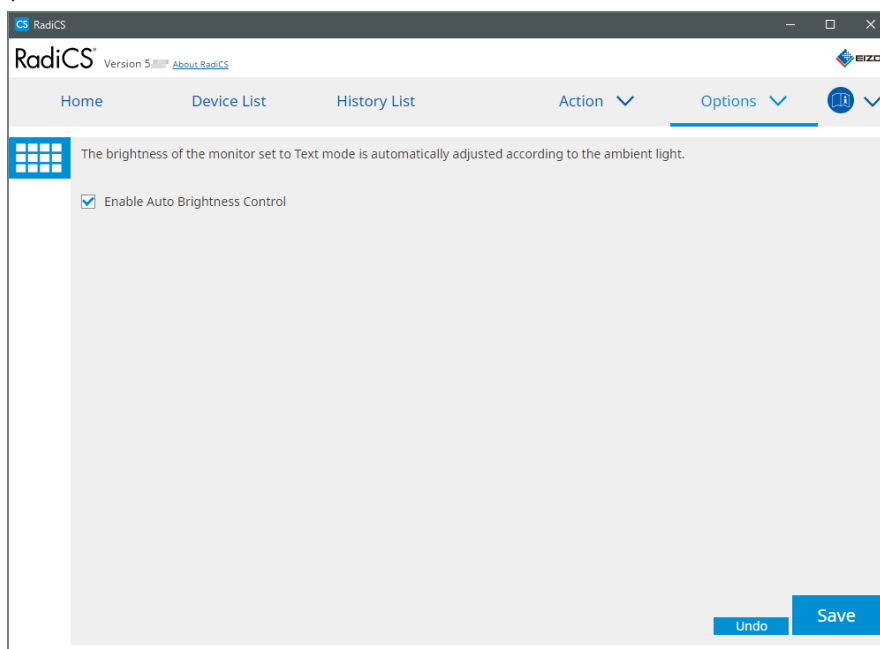 CS RadiCS
RadiCS® Version 5. About RadiCS
EIZO
Home Device List History List Action Options
The brightness of the monitor set to Text mode is automatically adjusted according to the ambient light.
Enable Auto Brightness Control
Undo Save